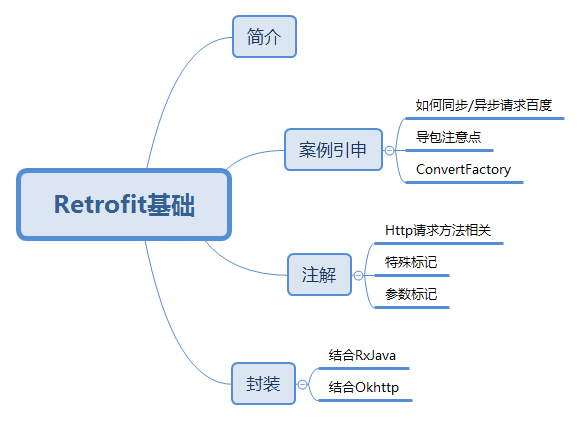 简介
如何同步/异步请求百度
案例引申
导包注意点
ConvertFactory
Retrofit基础
Http请求方法相关
注解
特殊标记
参数标记
结合RxJava
封装
结合Okhttp